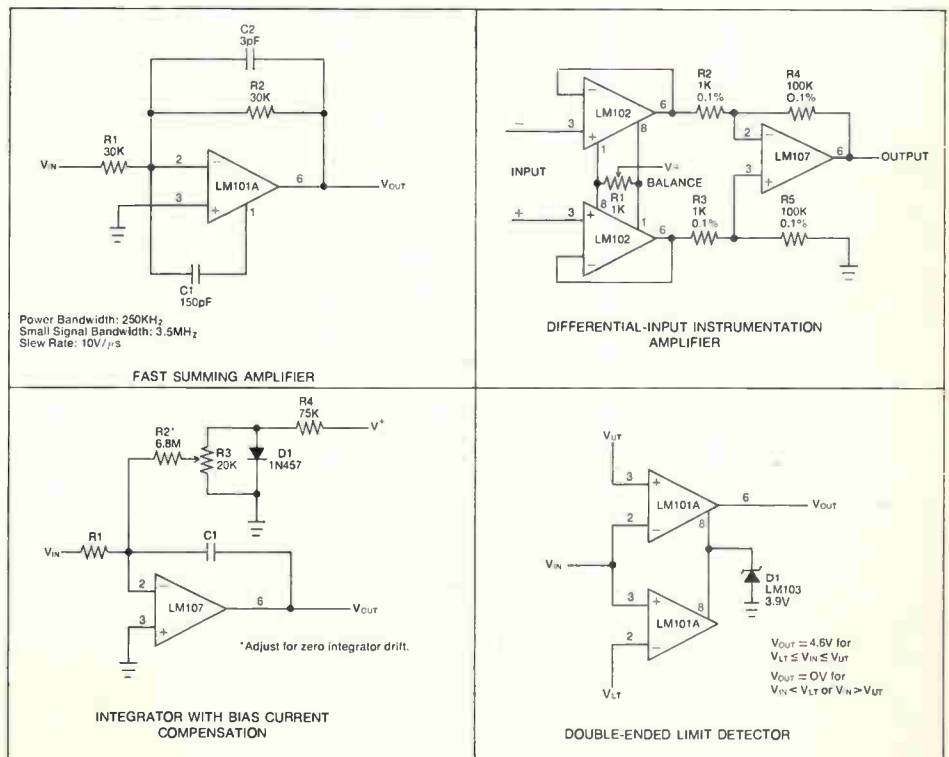 C2
3pF
R2
30K
R1
30K
VIN
2
3
LM101A
6
1
VOUT
C1
150pF
Power Bandwidth: 250KHz
Small Signal Bandwidth: 3.5MHz
Slew Rate: 10V/µs
FAST SUMMING AMPLIFIER
R2
1K
0.1%
R4
100K
0.1%
LM102
6
8
3
1
2
LM107
6
OUTPUT
3
INPUT
V+
BALANCE
R1
1K
8
3
1
6
LM102
R3
1K
0.1%
R5
100K
0.1%
DIFFERENTIAL-INPUT INSTRUMENTATION
AMPLIFIER
R4
75K
V+
R2*
6.8M
R3
20K
D1
1N457
VIN
R1
C1
2
3
LM107
6
VOUT
*Adjust for zero integrator drift.
INTEGRATOR WITH BIAS CURRENT
COMPENSATION
VUT
3
2
LM101A
6
8
VOUT
VIN
3
2
LM101A
8
D1
LM103
3.9V
VLT
VOUT = 4.6V for
VLT ≤ VIN ≤ VUT
VOUT = 0V for
VIN < VLT or VIN > VUT
DOUBLE-ENDED LIMIT DETECTOR